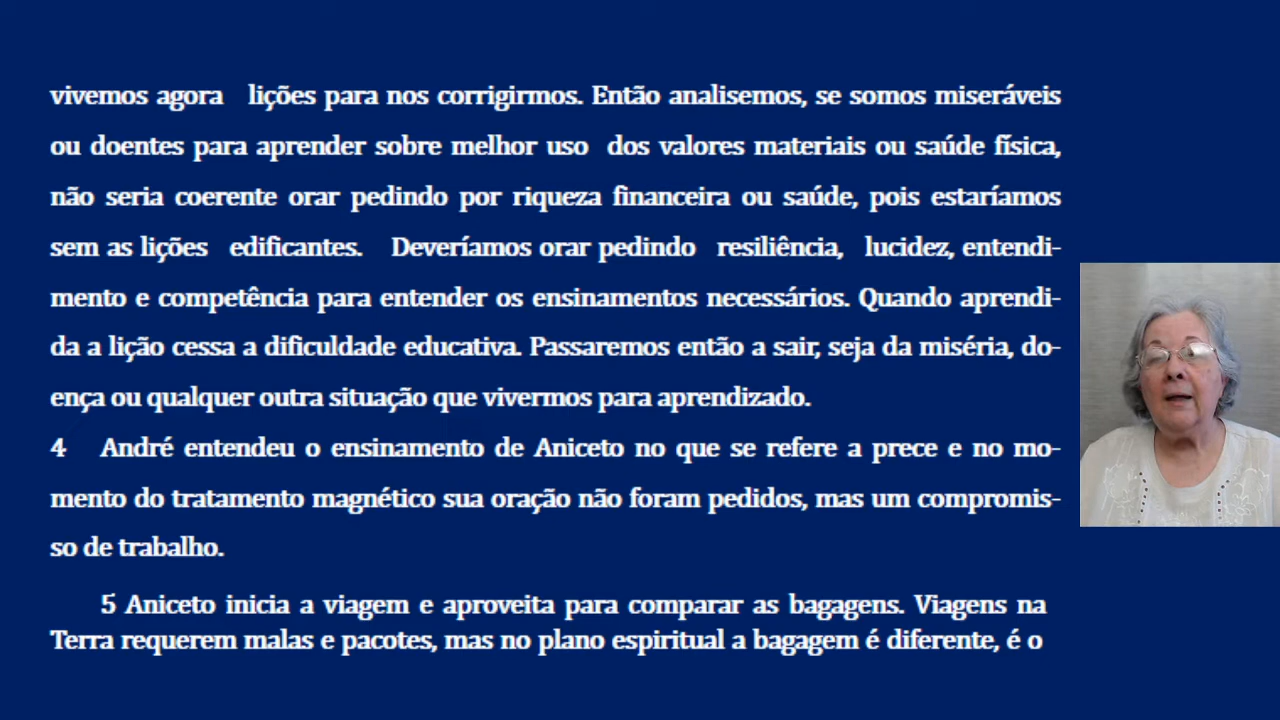 vivemos agora lições para nos corrigirmos. Então analisemos, se somos miseráveis
ou doentes para aprender sobre melhor uso dos valores materiais ou saúde física,
não seria coerente orar pedindo por riqueza financeira ou saúde, pois estaríamos
sem as lições edificantes. Deveríamos orar pedindo resiliência, lucidez, entendi-
mento e competência para entender os ensinamentos necessários. Quando aprendi-
da a lição cessa a dificuldade educativa. Passaremos então a sair, seja da miséria, do-
ença ou qualquer outra situação que vivermos para aprendizado.
4 André entendeu o ensinamento de Aniceto no que se refere a prece e no mo-
mento do tratamento magnético sua oração não foram pedidos, mas um compromis-
so de trabalho.
5 Aniceto inicia a viagem e aproveita para comparar as bagagens. Viagens na
Terra requerem malas e pacotes, mas no plano espiritual a bagagem é diferente, é o